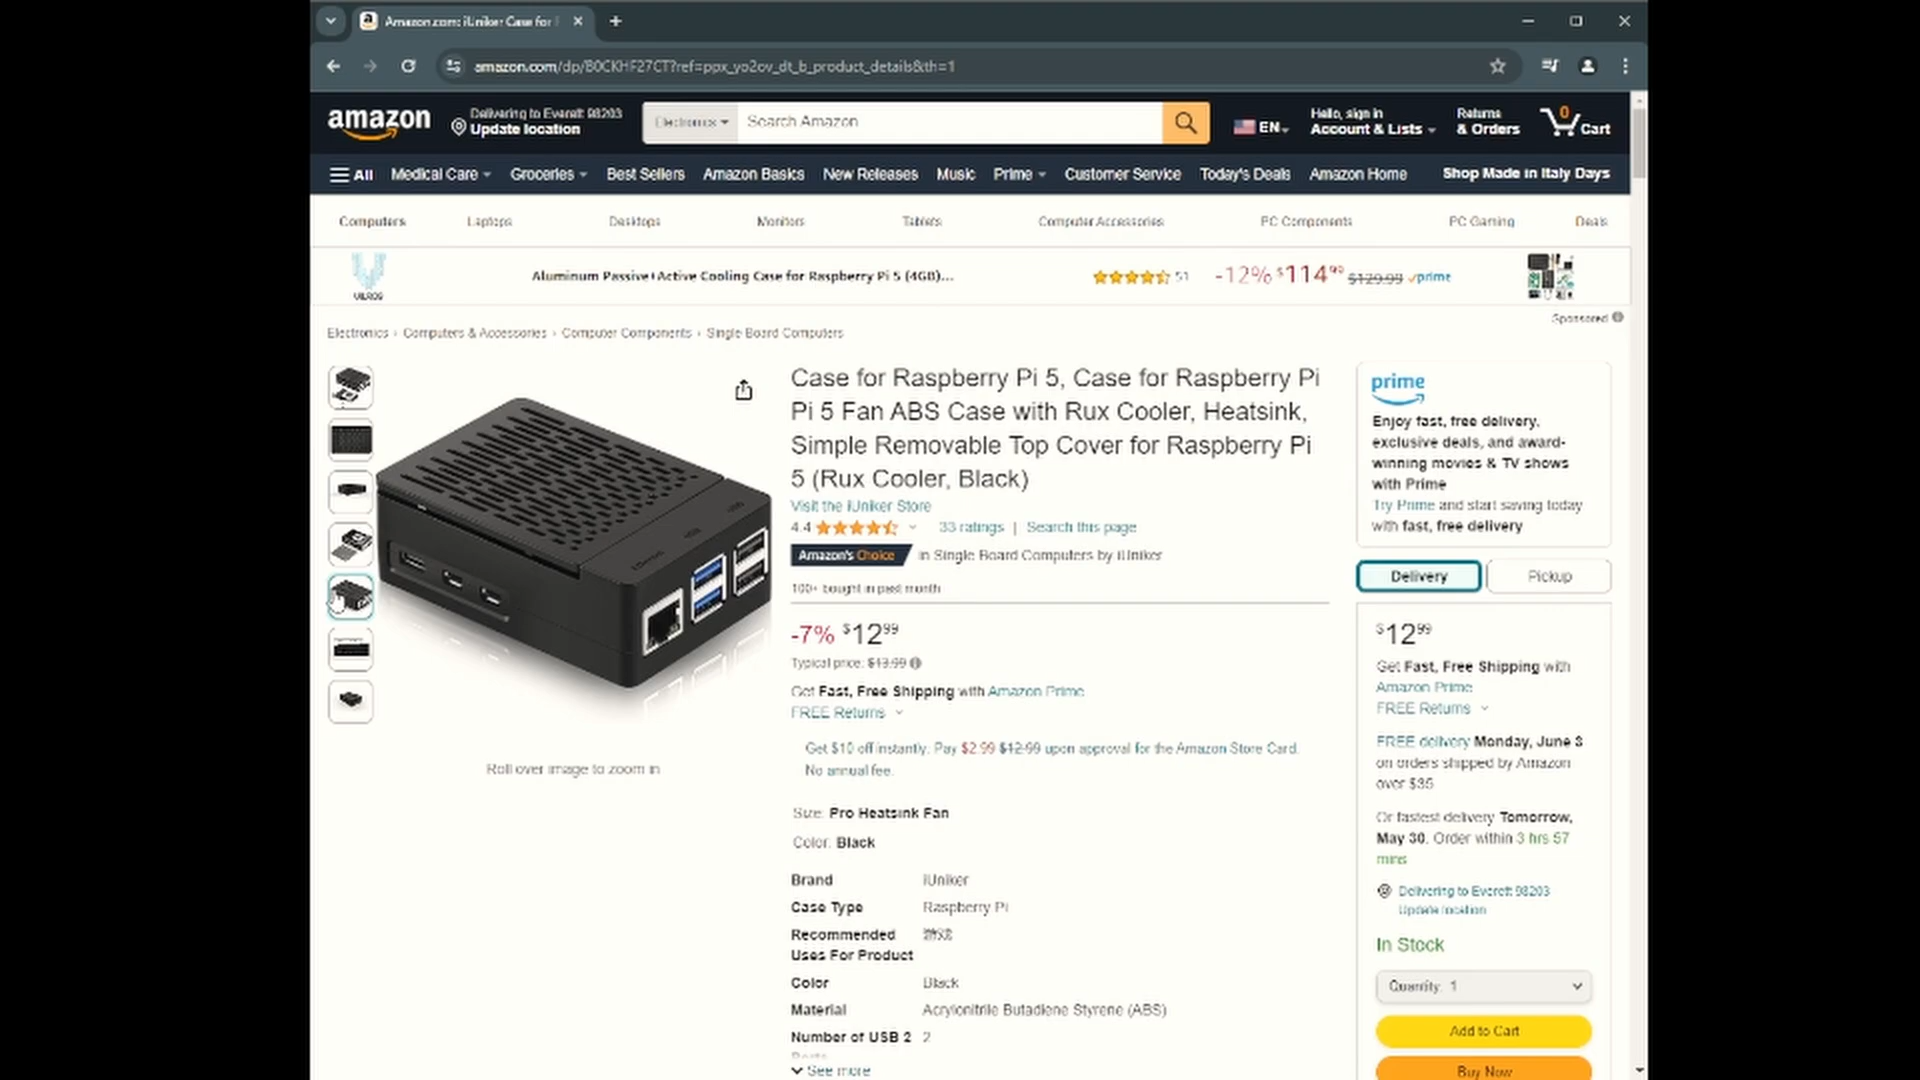 Amazon.com: iUniker Case for
amazon.com/dp/B0CKHF27CT?ref=ppx_yo2ov_dt_b_product_details&th=1
amazon
Delivering to Everett 98203
Update location
Electronics
Search Amazon
EN
Hello, sign in
Account & Lists
Returns
& Orders
0
Cart
All
Medical Care
Groceries
Best Sellers
Amazon Basics
New Releases
Music
Prime
Customer Service
Today's Deals
Amazon Home
Shop Made in Italy Days
Computers
Laptops
Desktops
Monitors
Tablets
Computer Accessories
PC Components
PC Gaming
Deals
VILROS
Aluminum Passive+Active Cooling Case for Raspberry Pi 5 (4GB)...
51
-12% $114.99 $129.99 prime
Sponsored
Electronics › Computers & Accessories › Computer Components › Single Board Computers
Case for Raspberry Pi 5, Case for Raspberry Pi
Pi 5 Fan ABS Case with Rux Cooler, Heatsink,
Simple Removable Top Cover for Raspberry Pi
5 (Rux Cooler, Black)
Visit the iUniker Store
4.4
33 ratings | Search this page
Amazon's Choice in Single Board Computers by iUniker
100+ bought in past month
-7% $12.99
Typical price: $13.99
Get Fast, Free Shipping with Amazon Prime
FREE Returns
Get $10 off instantly: Pay $2.99 $12.99 upon approval for the Amazon Store Card.
No annual fee.
Size: Pro Heatsink Fan
Color: Black
Brand iUniker
Case Type Raspberry Pi
Recommended
Uses For Product
Color Black
Material Acrylonitrile Butadiene Styrene (ABS)
Number of USB 2 2
Ports
See more
Roll over image to zoom in
Ethernet
USB
USB
prime
Enjoy fast, free delivery,
exclusive deals, and award-
winning movies & TV shows
with Prime
Try Prime and start saving today
with fast, free delivery
Delivery
Pickup
$12.99
Get Fast, Free Shipping with
Amazon Prime
FREE Returns
FREE delivery Monday, June 3
on orders shipped by Amazon
over $35
Or fastest delivery Tomorrow,
May 30. Order within 3 hrs 57
mins
Delivering to Everett 98203
Update location
In Stock
Quantity: 1
Add to Cart
Buy Now